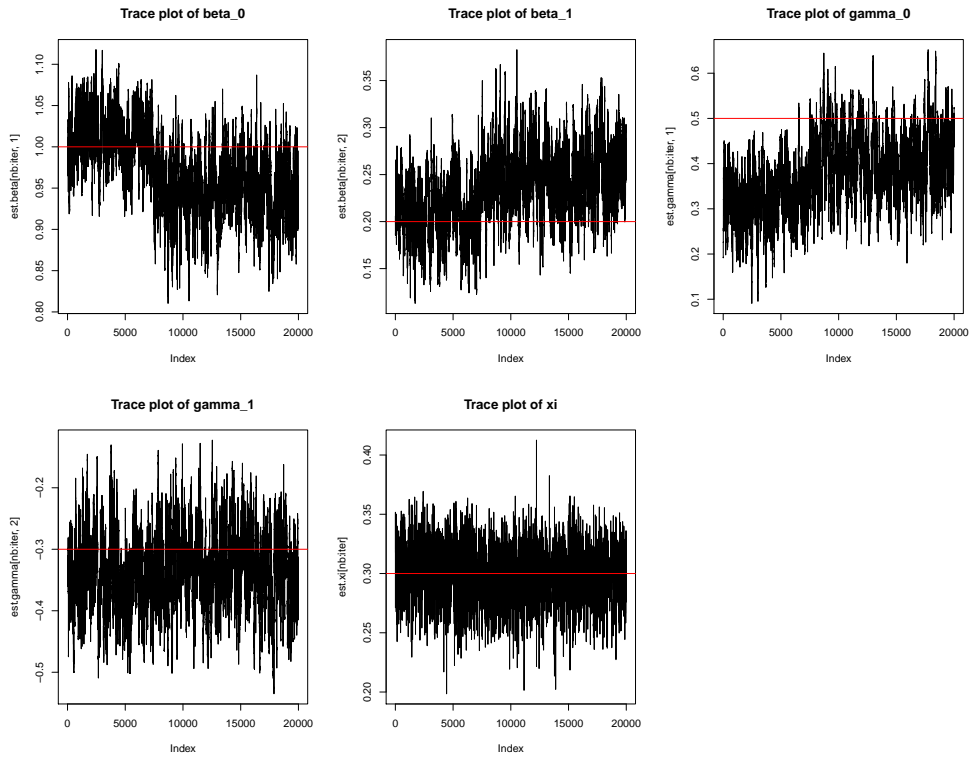 Trace plot of beta_0
est.beta[nb:iter, 1]
0.80 0.85 0.90 0.95 1.00 1.05 1.10
0 5000 10000 15000 20000
Index
Trace plot of beta_1
est.beta[nb:iter, 2]
0.15 0.20 0.25 0.30 0.35
0 5000 10000 15000 20000
Index
Trace plot of gamma_0
est.gamma[nb:iter, 1]
0.1 0.2 0.3 0.4 0.5 0.6
0 5000 10000 15000 20000
Index
Trace plot of gamma_1
est.gamma[nb:iter, 2]
−0.5 −0.4 −0.3 −0.2
0 5000 10000 15000 20000
Index
Trace plot of xi
est.xi[nb:iter]
0.20 0.25 0.30 0.35 0.40
0 5000 10000 15000 20000
Index